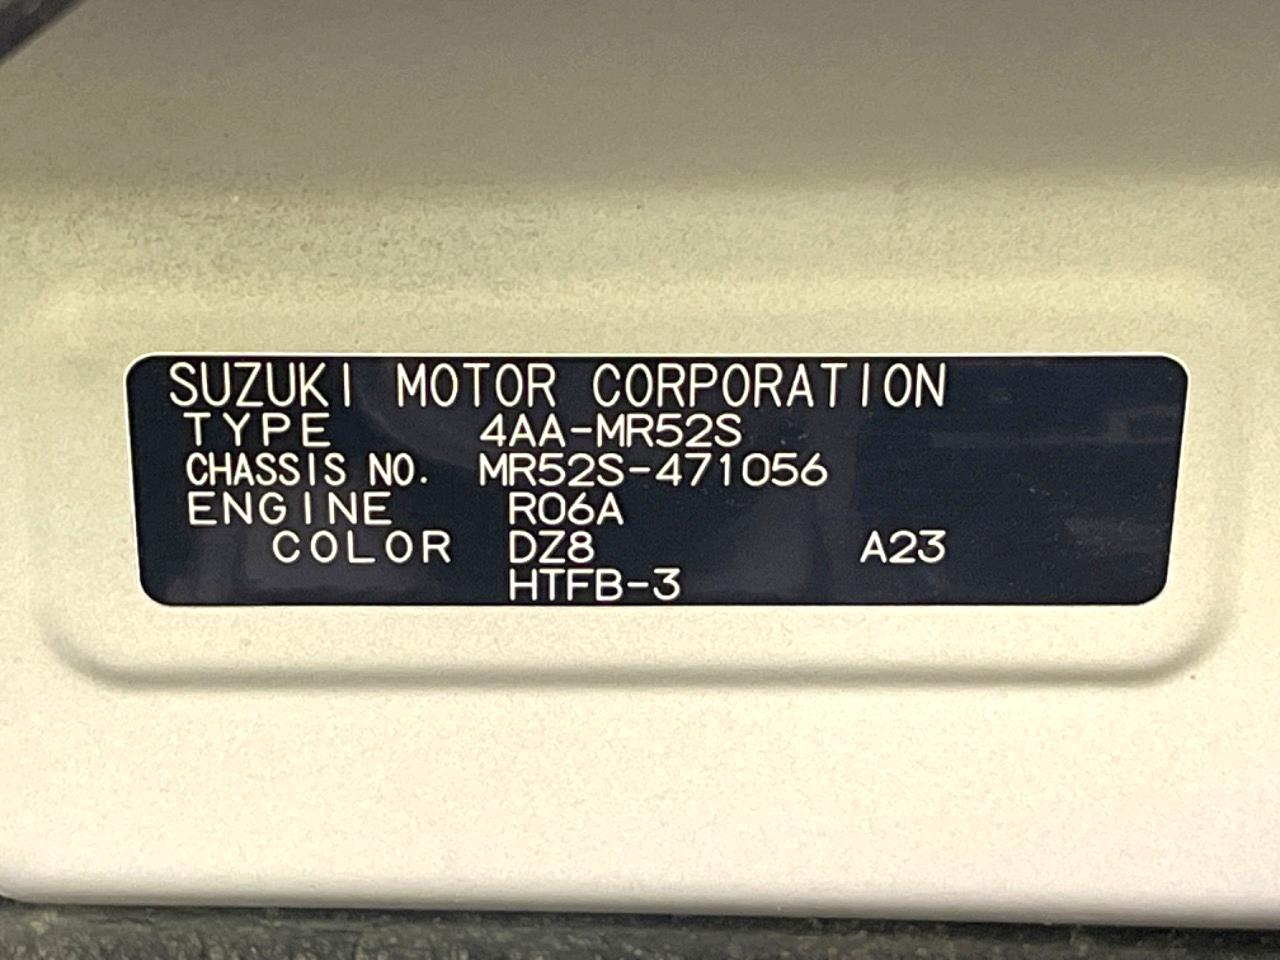 SUZUKI MOTOR CORPORATION
TYPE 4AA-MR52S
CHASSIS NO. MR52S-471056
ENGINE R06A
COLOR DZ8 A23
HTFB-3